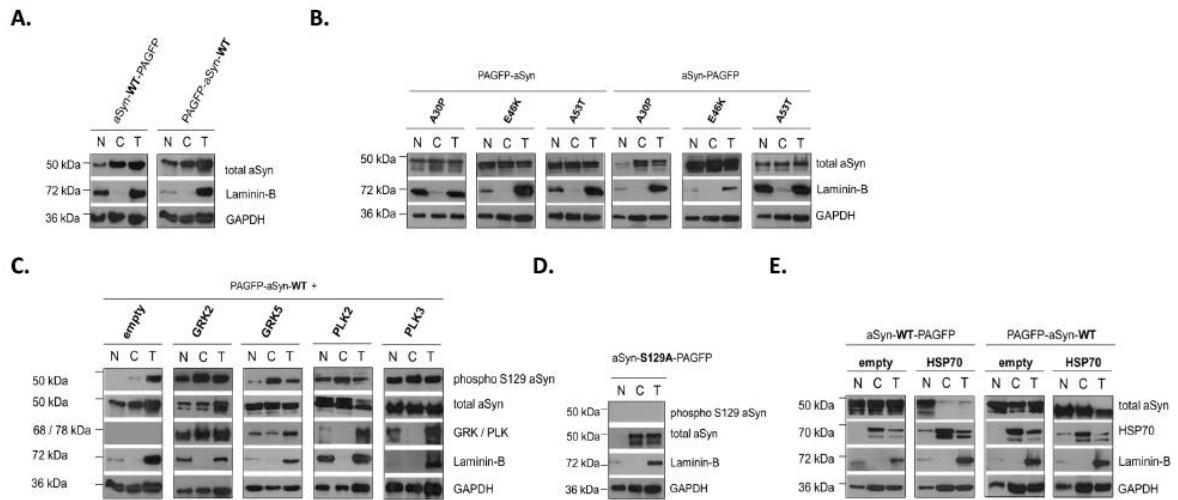 A.
aSyn-WT-PAGFP
PAGFP-aSyn-WT
N C T N C T
50 kDa total aSyn
72 kDa Laminin-B
36 kDa GAPDH
B.
PAGFP-aSyn aSyn-PAGFP
A30P E46K A53T A30P E46K A53T
N C T N C T N C T N C T N C T N C T
50 kDa total aSyn
72 kDa Laminin-B
36 kDa GAPDH
C.
PAGFP-aSyn-WT +
empty GRK2 GRK5 PLK2 PLK3
N C T N C T N C T N C T N C T
50 kDa phospho S129 aSyn
50 kDa total aSyn
68 / 78 kDa GRK / PLK
72 kDa Laminin-B
36 kDa GAPDH
D.
aSyn-S129A-PAGFP
N C T
50 kDa phospho S129 aSyn
50 kDa total aSyn
72 kDa Laminin-B
36 kDa GAPDH
E.
aSyn-WT-PAGFP PAGFP-aSyn-WT
empty HSP70 empty HSP70
N C T N C T N C T N C T
50 kDa total aSyn
70 kDa HSP70
72 kDa Laminin-B
36 kDa GAPDH